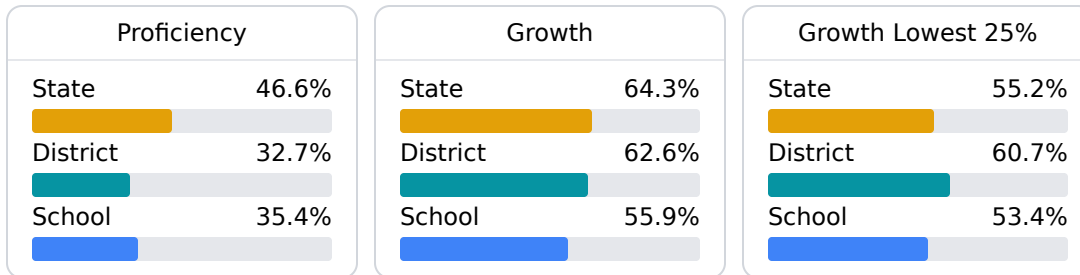 Proficiency
State 46.6%
District 32.7%
School 35.4%
Growth
State 64.3%
District 62.6%
School 55.9%
Growth Lowest 25%
State 55.2%
District 60.7%
School 53.4%